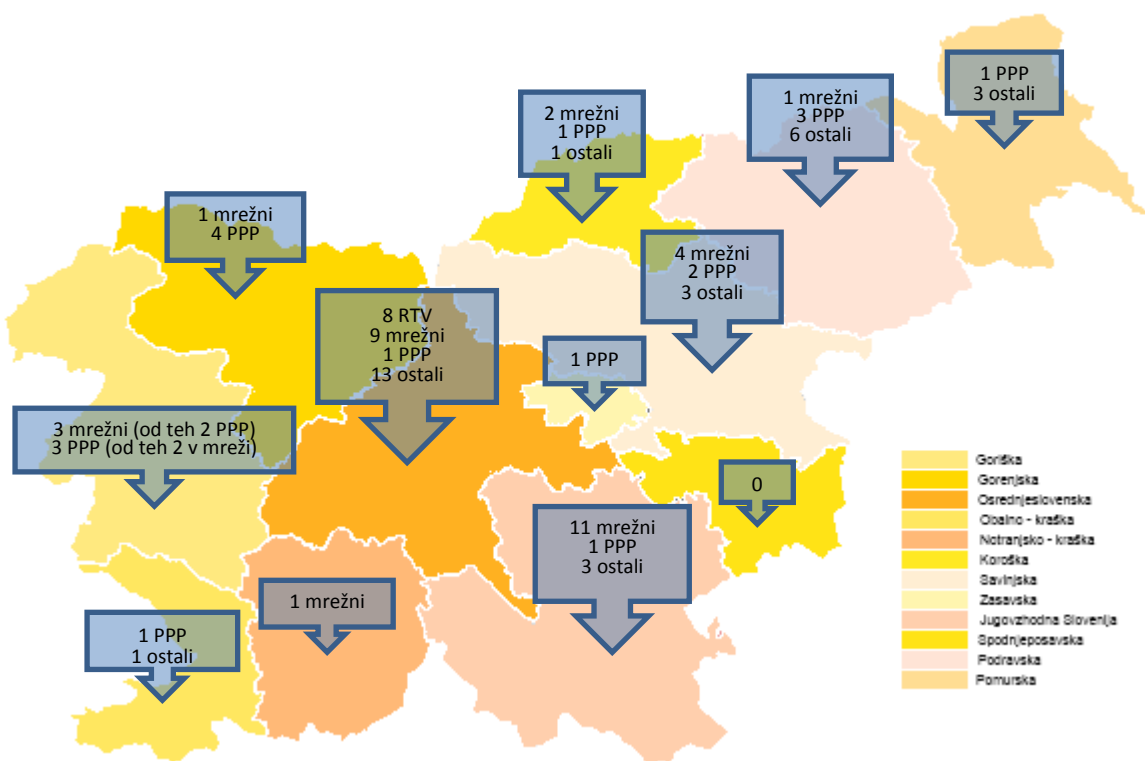 1 PPP
3 ostali
1 mrežni
3 PPP
6 ostali
2 mrežni
1 PPP
1 ostali
1 mrežni
4 PPP
4 mrežni
2 PPP
3 ostali
8 RTV
9 mrežni
1 PPP
13 ostali
1 PPP
3 mrežni (od teh 2 PPP)
3 PPP (od teh 2 v mreži)
0
11 mrežni
1 PPP
3 ostali
1 mrežni
1 PPP
1 ostali
Goriška
Gorenjska
Osrednjeslovenska
Obalno - kraška
Notranjsko - kraška
Koroška
Savinjska
Zasavska
Jugovzhodna Slovenija
Spodnjeposavska
Podravska
Pomurska